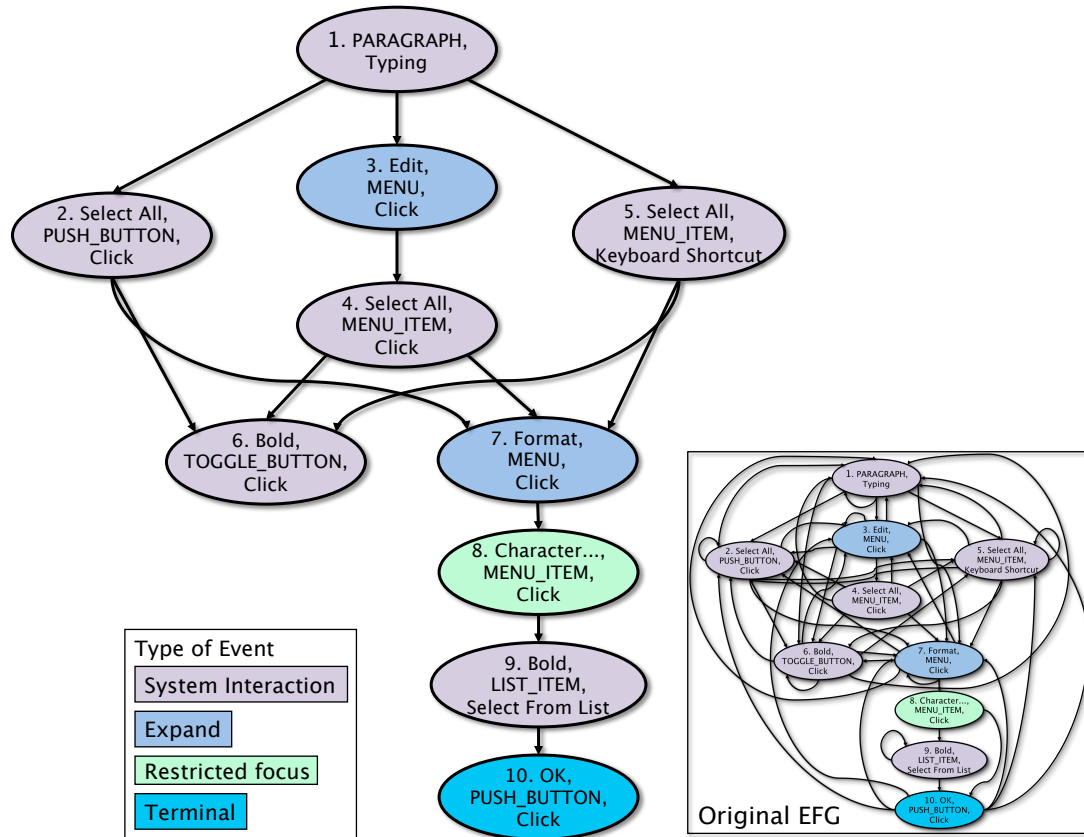 1. PARAGRAPH,
Typing
3. Edit,
MENU,
Click
2. Select All,
PUSH_BUTTON,
Click
5. Select All,
MENU_ITEM,
Keyboard Shortcut
4. Select All,
MENU_ITEM,
Click
6. Bold,
TOGGLE_BUTTON,
Click
7. Format,
MENU,
Click
8. Character...,
MENU_ITEM,
Click
9. Bold,
LIST_ITEM,
Select From List
10. OK,
PUSH_BUTTON,
Click
Type of Event
System Interaction
Expand
Restricted focus
Terminal
1. PARAGRAPH,
Typing
3. Edit,
MENU,
Click
2. Select All,
PUSH_BUTTON,
Click
5. Select All,
MENU_ITEM,
Keyboard Shortcut
4. Select All,
MENU_ITEM,
Click
6. Bold,
TOGGLE_BUTTON,
Click
7. Format,
MENU,
Click
8. Character...,
MENU_ITEM,
Click
9. Bold,
LIST_ITEM,
Select From List
10. OK,
PUSH_BUTTON,
Click
Original EFG